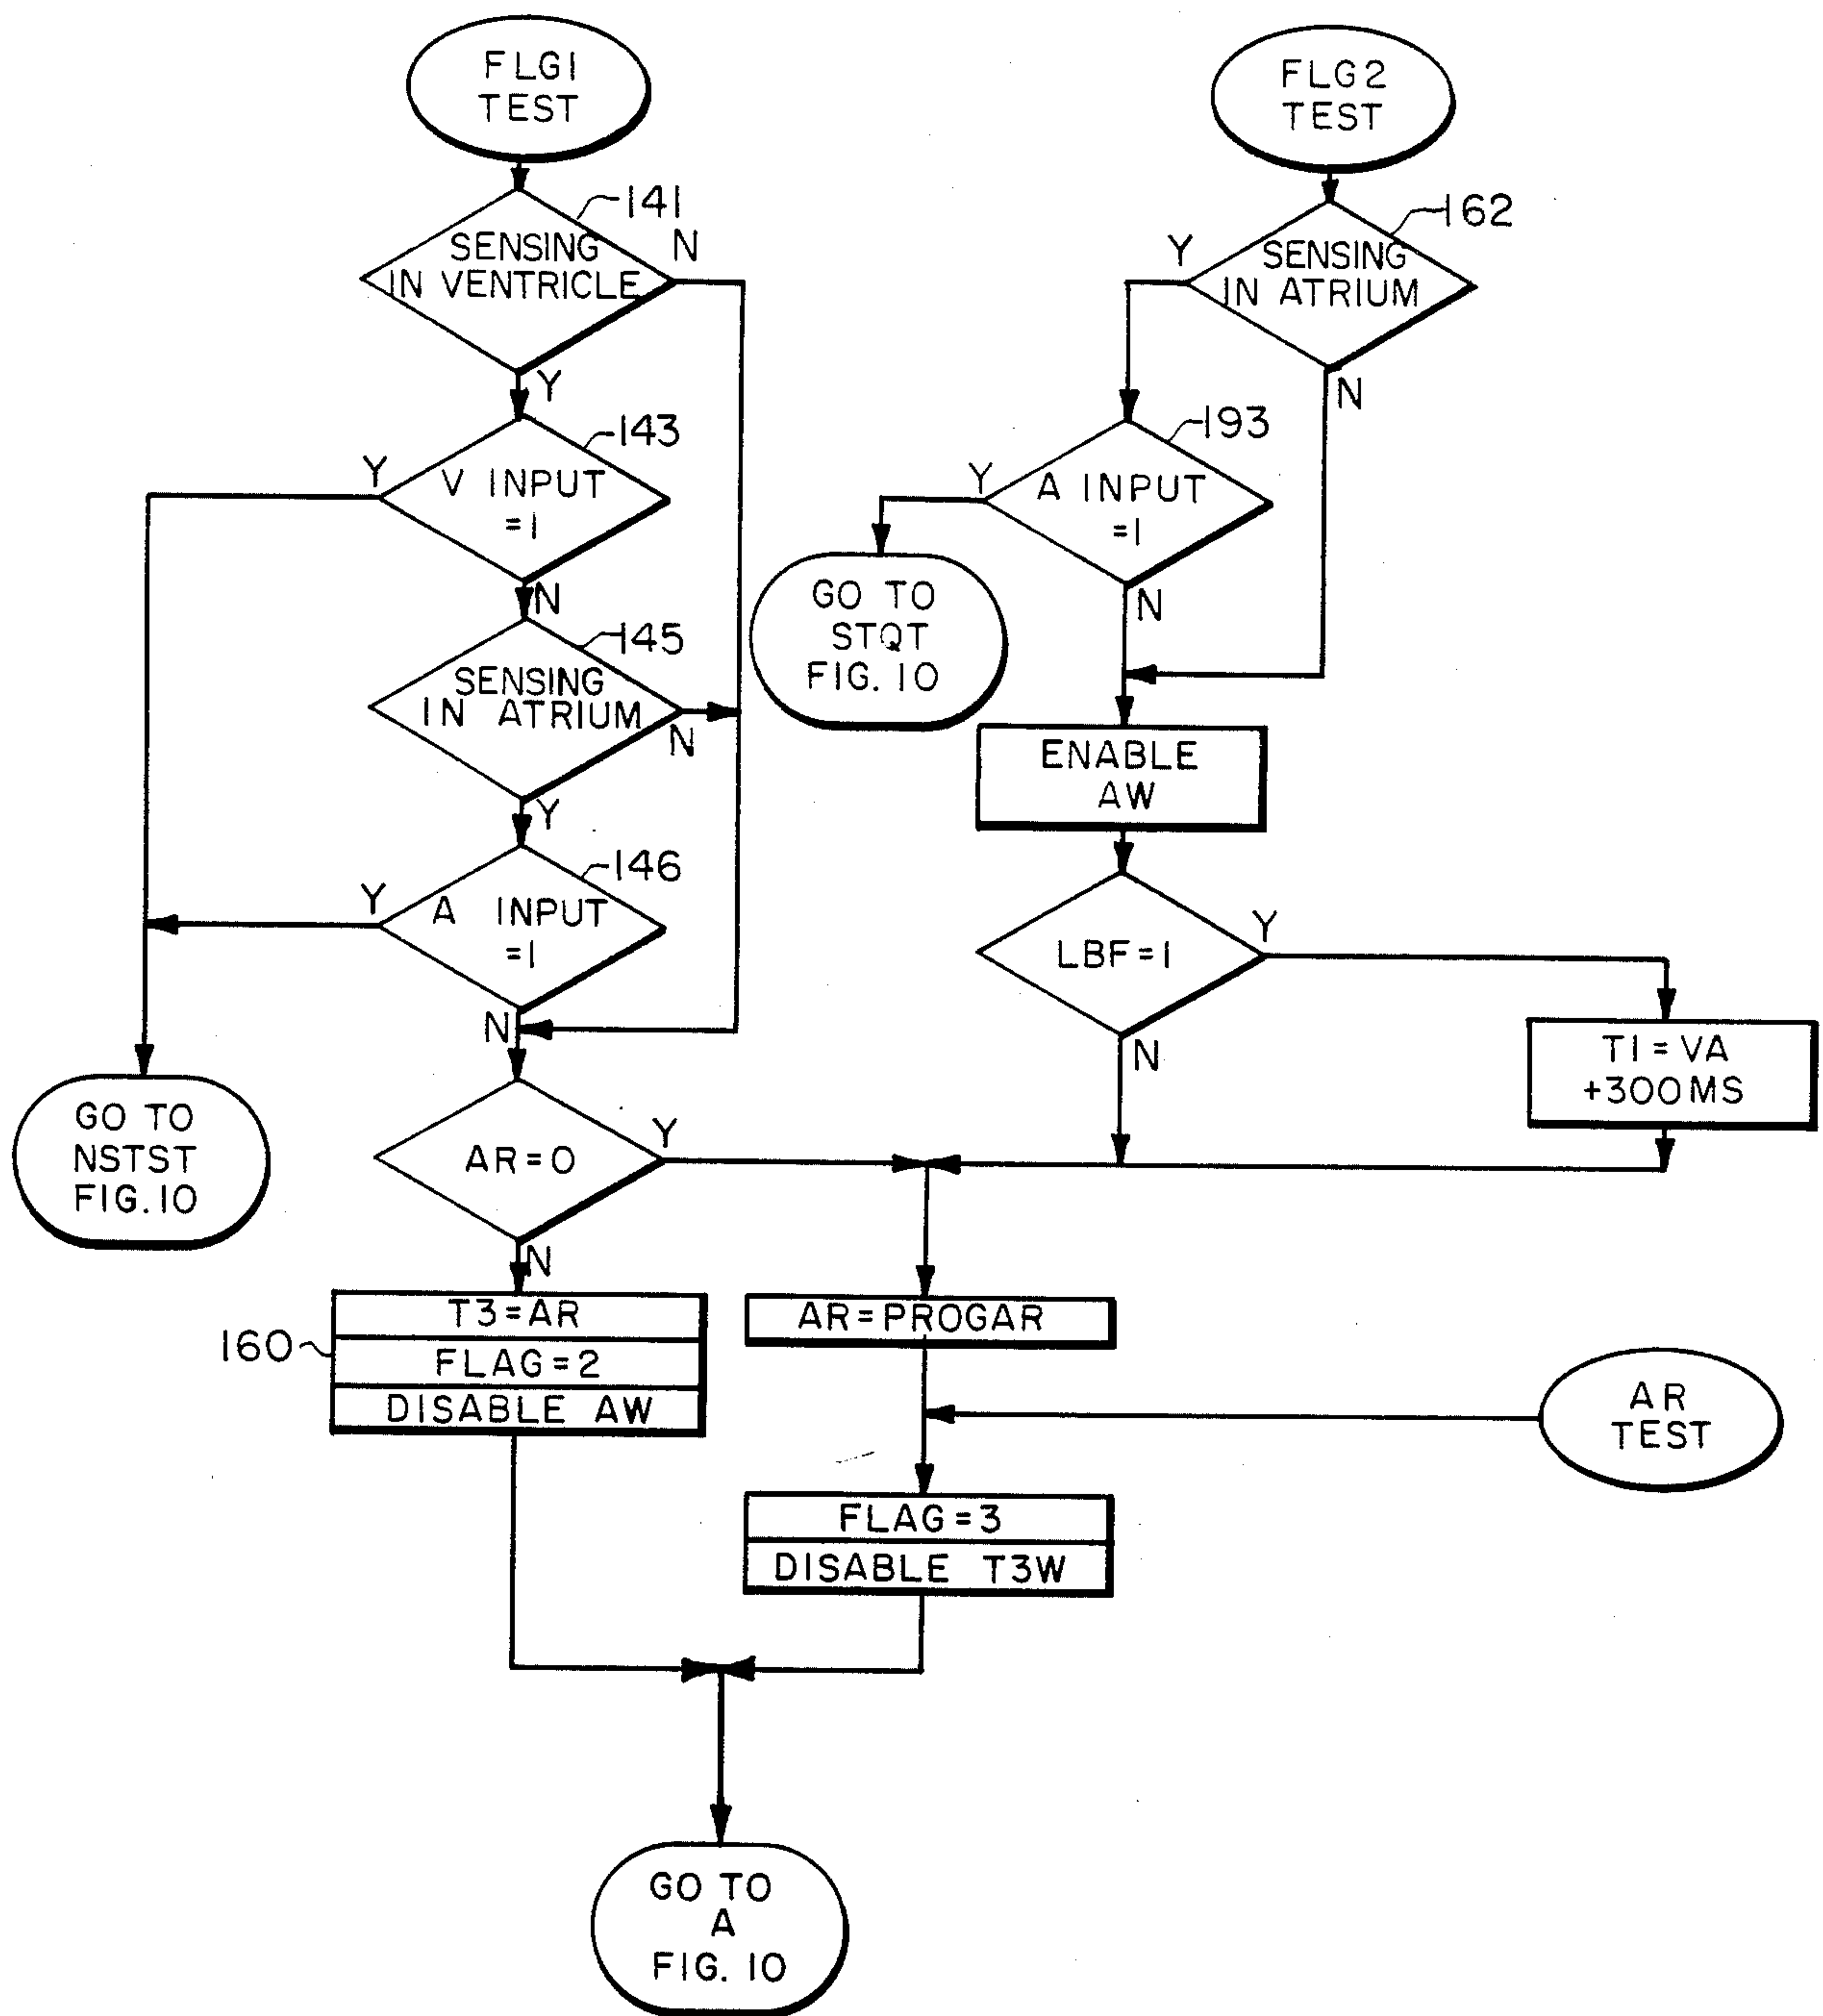 FLG1
TEST
141
SENSING
IN VENTRICLE
N
Y
143
V INPUT
=1
Y
N
145
SENSING
IN ATRIUM
N
Y
146
A INPUT
=1
Y
N
GO TO
NSTST
FIG. 10
AR=0
Y
N
160
T3=AR
FLAG=2
DISABLE AW
FLG2
TEST
162
SENSING
IN ATRIUM
Y
N
193
A INPUT
=1
Y
N
GO TO
STQT
FIG. 10
ENABLE
AW
LBF=1
Y
N
T1=VA
+300MS
AR=PROGAR
AR
TEST
FLAG=3
DISABLE T3W
GO TO
A
FIG. 10